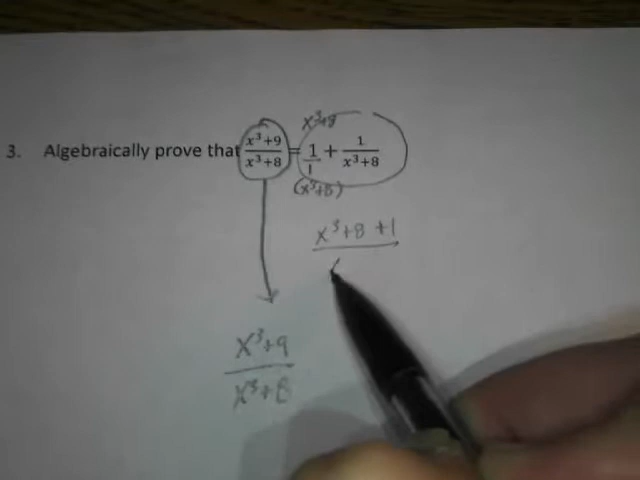 x³+8
3. Algebraically prove that x³+9/x³+8 = 1/1 + 1/x³+8
(x³+8)
x³+8 +1
(
x³+9
x³+8